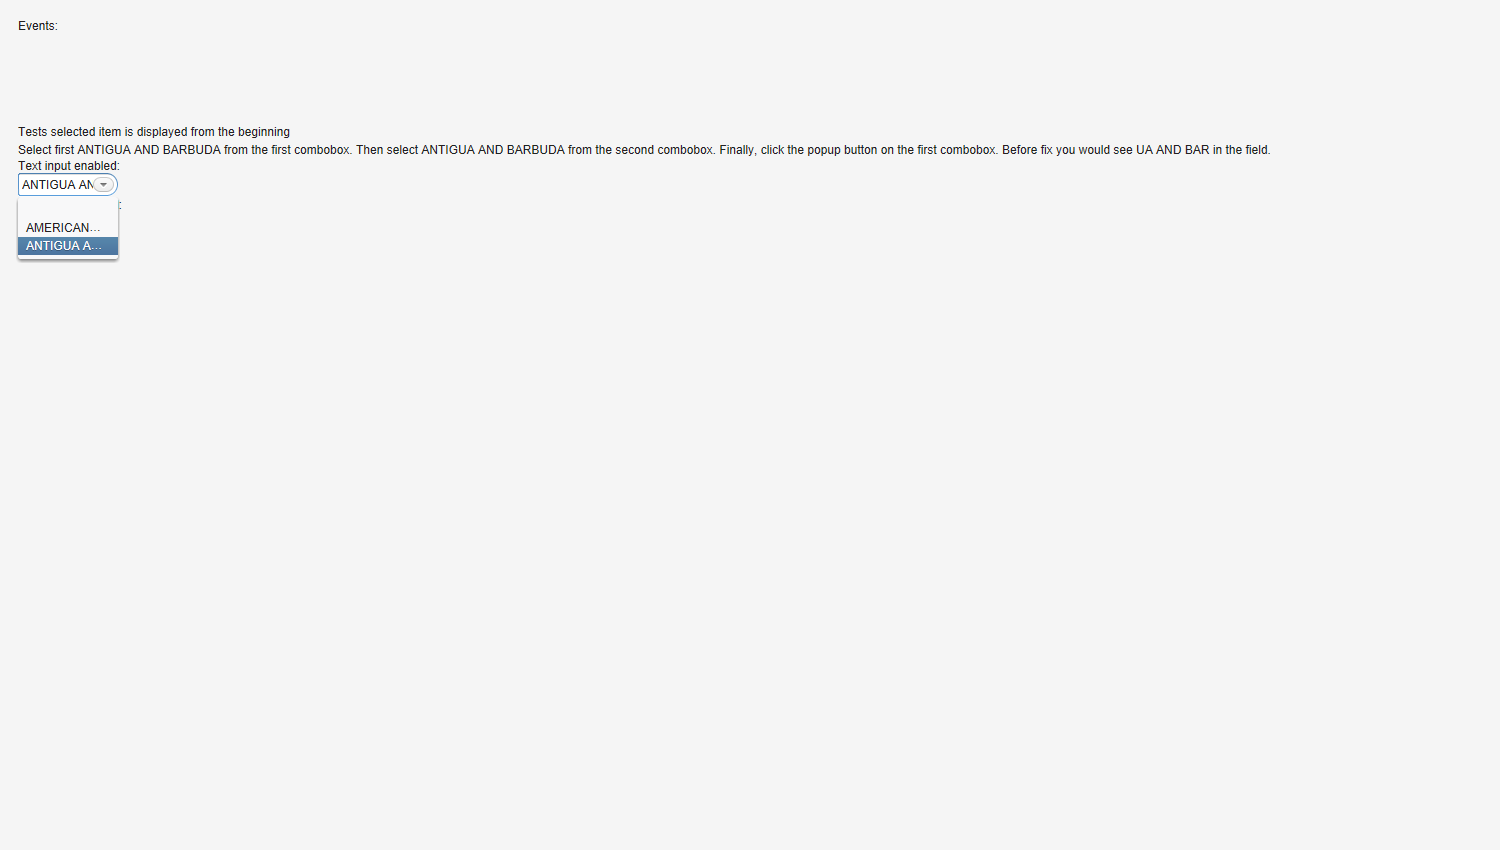 Events:
Tests selected item is displayed from the beginning
Select first ANTIGUA AND BARBUDA from the first combobox. Then select ANTIGUA AND BARBUDA from the second combobox. Finally, click the popup button on the first combobox. Before fix you would see UA AND BAR in the field.
Text input enabled:
ANTIGUA AN
:
AMERICAN...
ANTIGUA A...